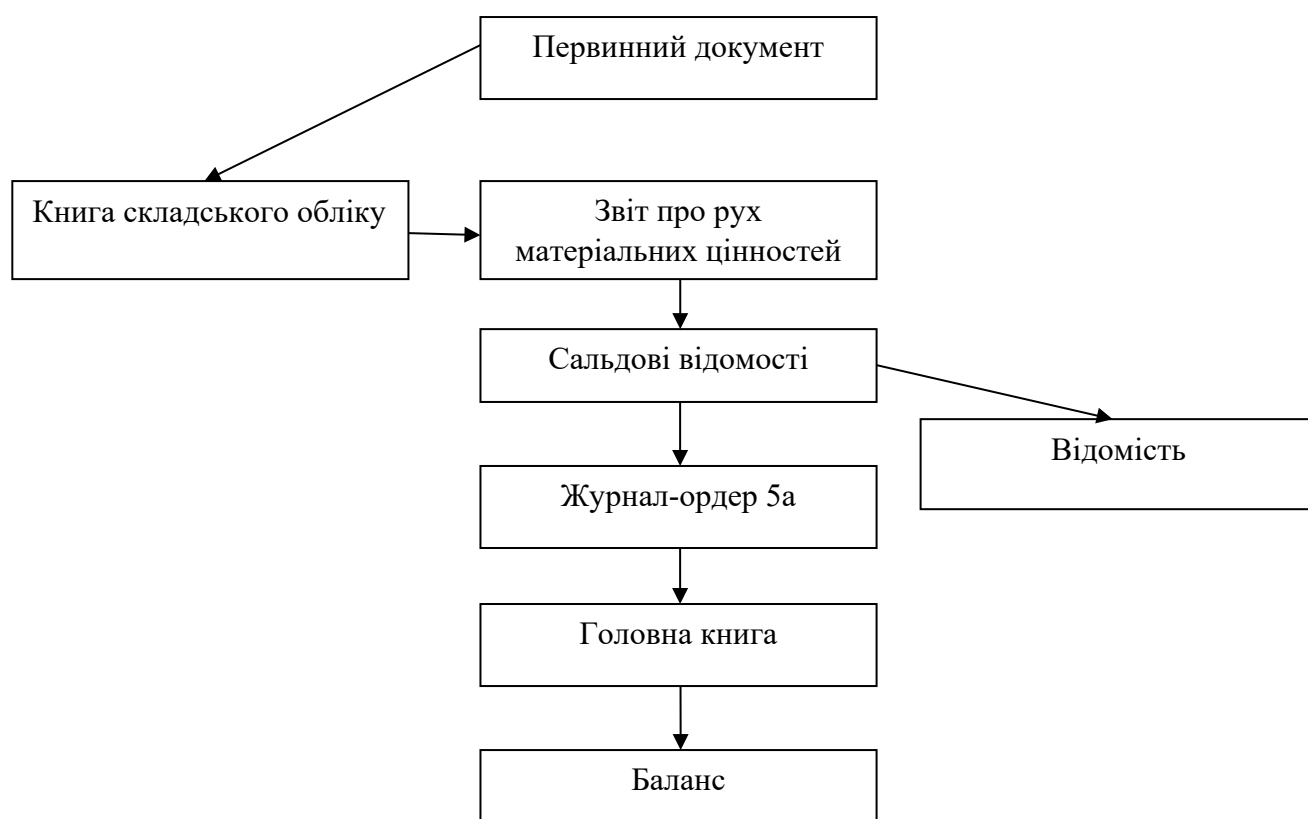 Первинний документ
Книга складського обліку
Звіт про рух
матеріальних цінностей
Сальдові відомості
Відомість
Журнал-ордер 5а
Головна книга
Баланс